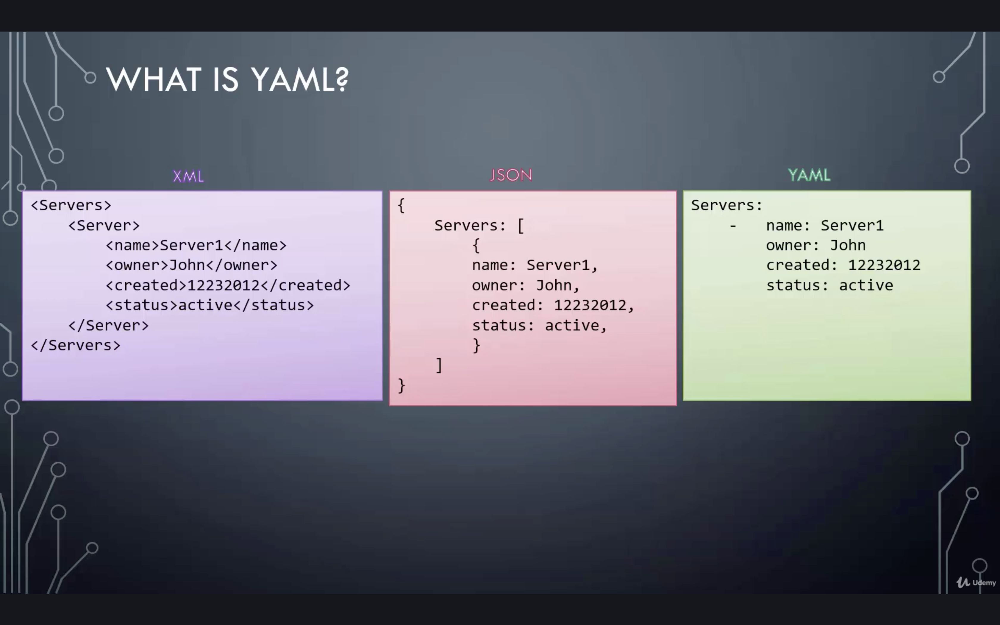 WHAT IS YAML?
XML
<Servers>
<Server>
<name>Server1</name>
<owner>John</owner>
<created>12232012</created>
<status>active</status>
</Server>
</Servers>
JSON
{
Servers: [
{
name: Server1,
owner: John,
created: 12232012,
status: active,
}
]
}
YAML
Servers:
- name: Server1
owner: John
created: 12232012
status: active
Udemy